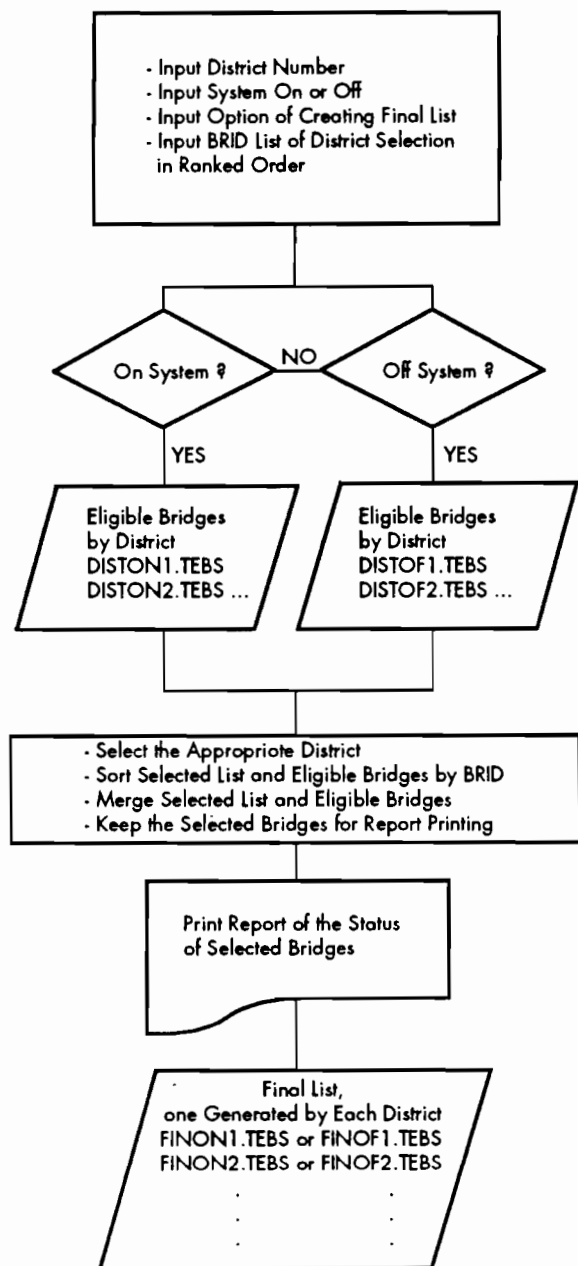 - Input District Number
- Input System On or Off
- Input Option of Creating Final List
- Input BRID List of District Selection
in Ranked Order
On System ?
NO
Off System ?
YES
YES
Eligible Bridges
by District
DISTON1.TEBS
DISTON2.TEBS ...
Eligible Bridges
by District
DISTOF1.TEBS
DISTOF2.TEBS ...
- Select the Appropriate District
- Sort Selected List and Eligible Bridges by BRID
- Merge Selected List and Eligible Bridges
- Keep the Selected Bridges for Report Printing
Print Report of the Status
of Selected Bridges
Final List,
one Generated by Each District
FINON1.TEBS or FINOF1.TEBS
FINON2.TEBS or FINOF2.TEBS
. .
. .
. .